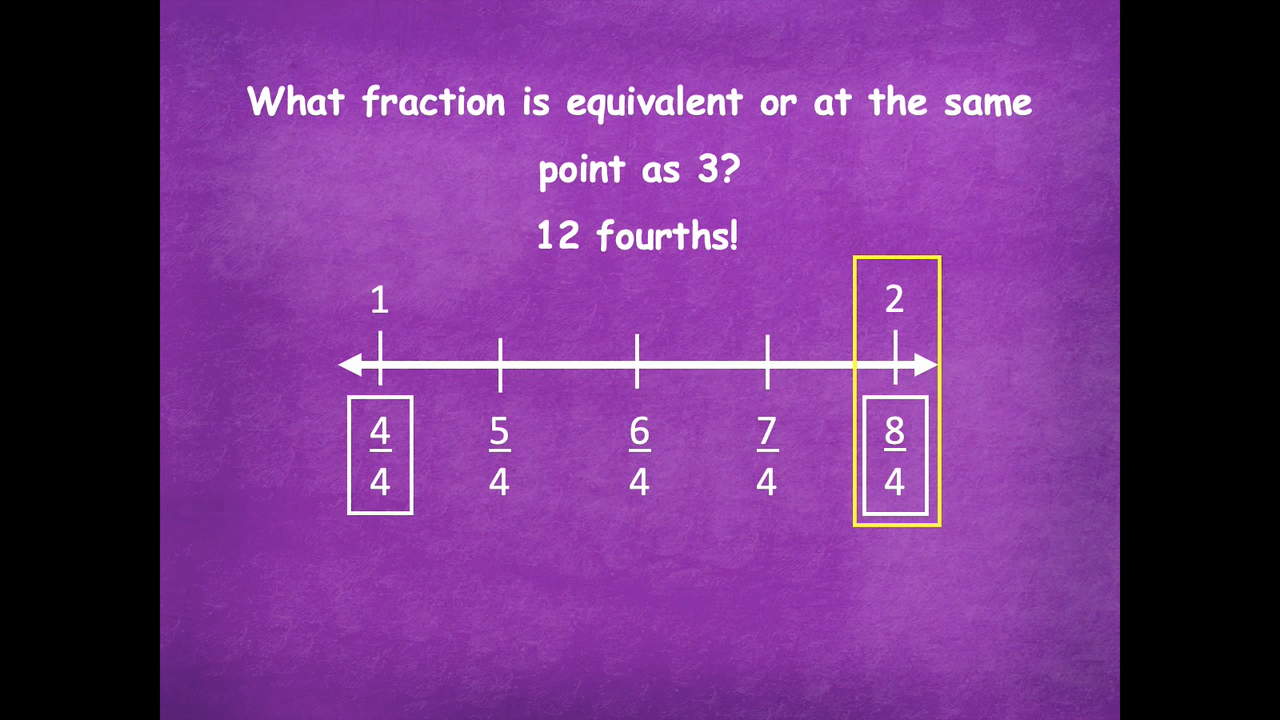 What fraction is equivalent or at the same
point as 3?
12 fourths!
1 2
4 5 6 7 8
4 4 4 4 4